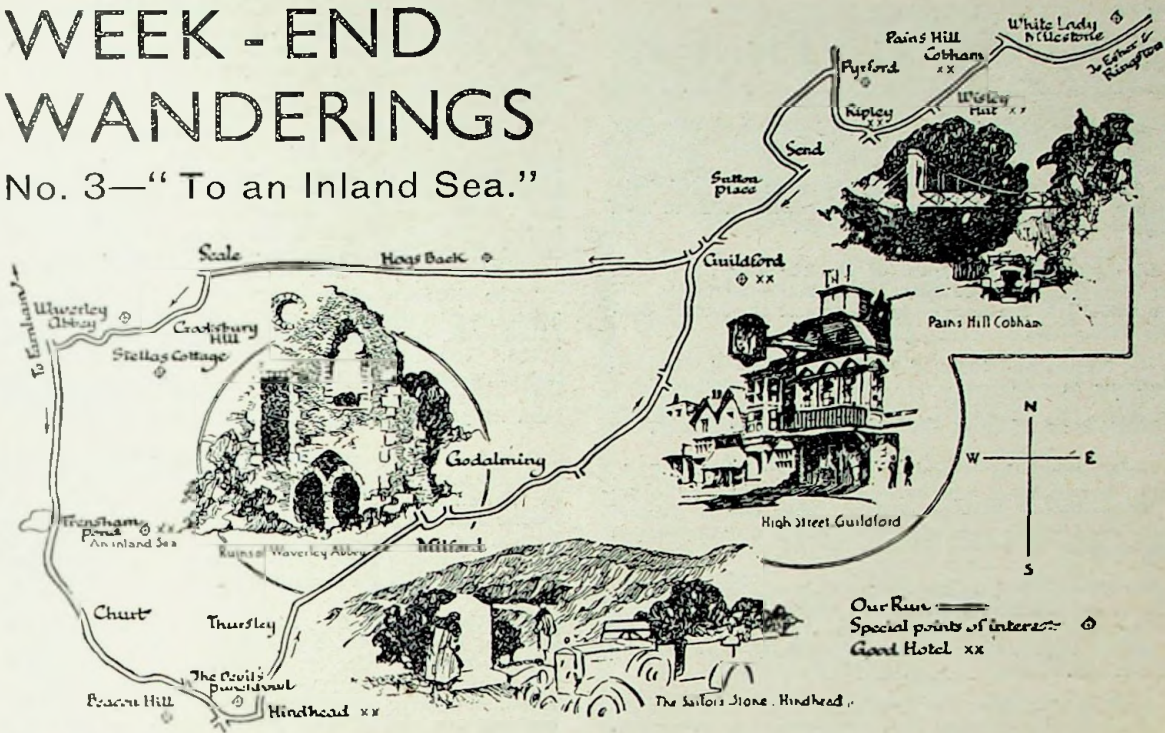 WEEK-END
WANDERINGS
No. 3—“To an Inland Sea.”
White Lady
Milestone
To Esher &
Kingston
Pains Hill
Cobham
xx
Pyrford
Ripley
xx
Wisley
Hut xx
Send
Sutton
Place
Pains Hill Cobham
Seale
Hogs Back
Guildford
xx
To Farnham
Waverley
Abbey
Crooksbury
Hill
Stellas Cottage
Godalming
High Street Guildford
N
W
E
S
Frensham
Pond xx
An inland Sea
Ruins of Waverley Abbey
Milford
Churt
Thursley
The Devil's
Punchbowl
Beacon Hill
Hindhead xx
The Sailors Stone. Hindhead.
Our Run
Special points of interest
Good Hotel xx